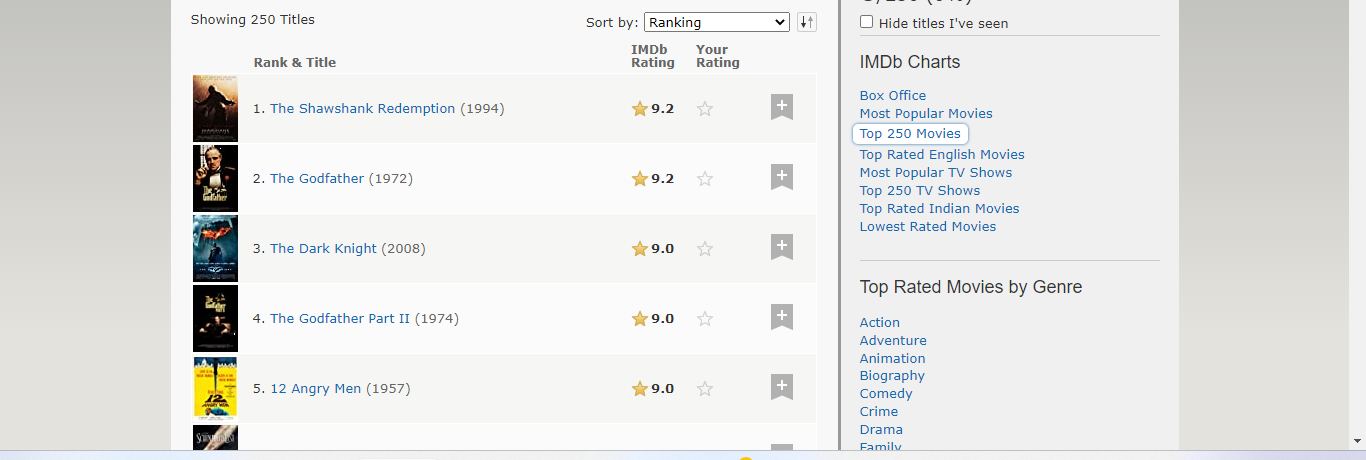 Showing 250 Titles
Sort by: Ranking
IMDb Rating
Your Rating
Rank & Title
1. The Shawshank Redemption (1994) 9.2
2. The Godfather (1972) 9.2
3. The Dark Knight (2008) 9.0
4. The Godfather Part II (1974) 9.0
5. 12 Angry Men (1957) 9.0
Hide titles I've seen
IMDb Charts
Box Office
Most Popular Movies
Top 250 Movies
Top Rated English Movies
Most Popular TV Shows
Top 250 TV Shows
Top Rated Indian Movies
Lowest Rated Movies
Top Rated Movies by Genre
Action
Adventure
Animation
Biography
Comedy
Crime
Drama
Family